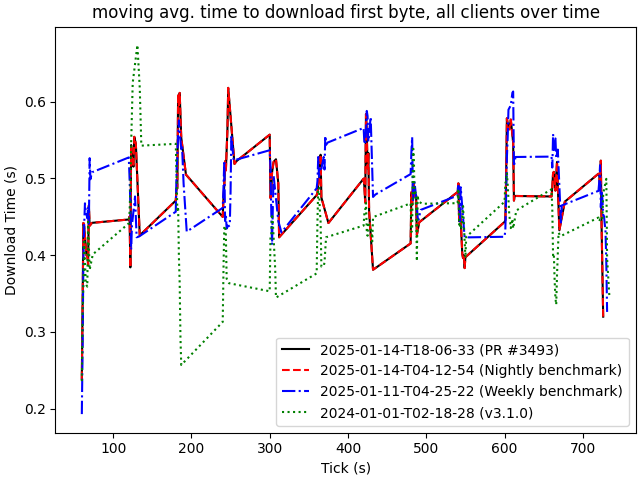 moving avg. time to download first byte, all clients over time
Download Time (s)
0.6
0.5
0.4
0.3
0.2
2025-01-14-T18-06-33 (PR #3493)
2025-01-14-T04-12-54 (Nightly benchmark)
2025-01-11-T04-25-22 (Weekly benchmark)
2024-01-01-T02-18-28 (v3.1.0)
100 200 300 400 500 600 700
Tick (s)